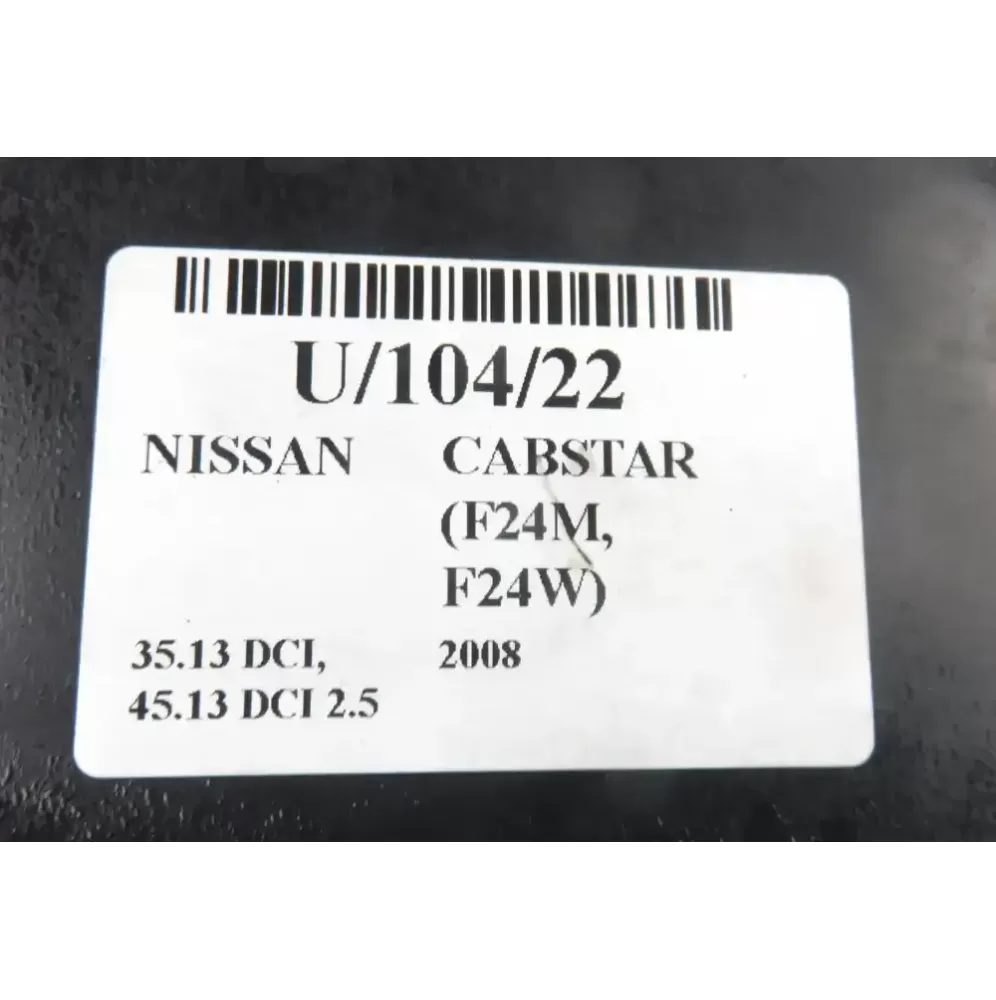 U/104/22
NISSAN CABSTAR
(F24M,
F24W)
35.13 DCI, 2008
45.13 DCI 2.5